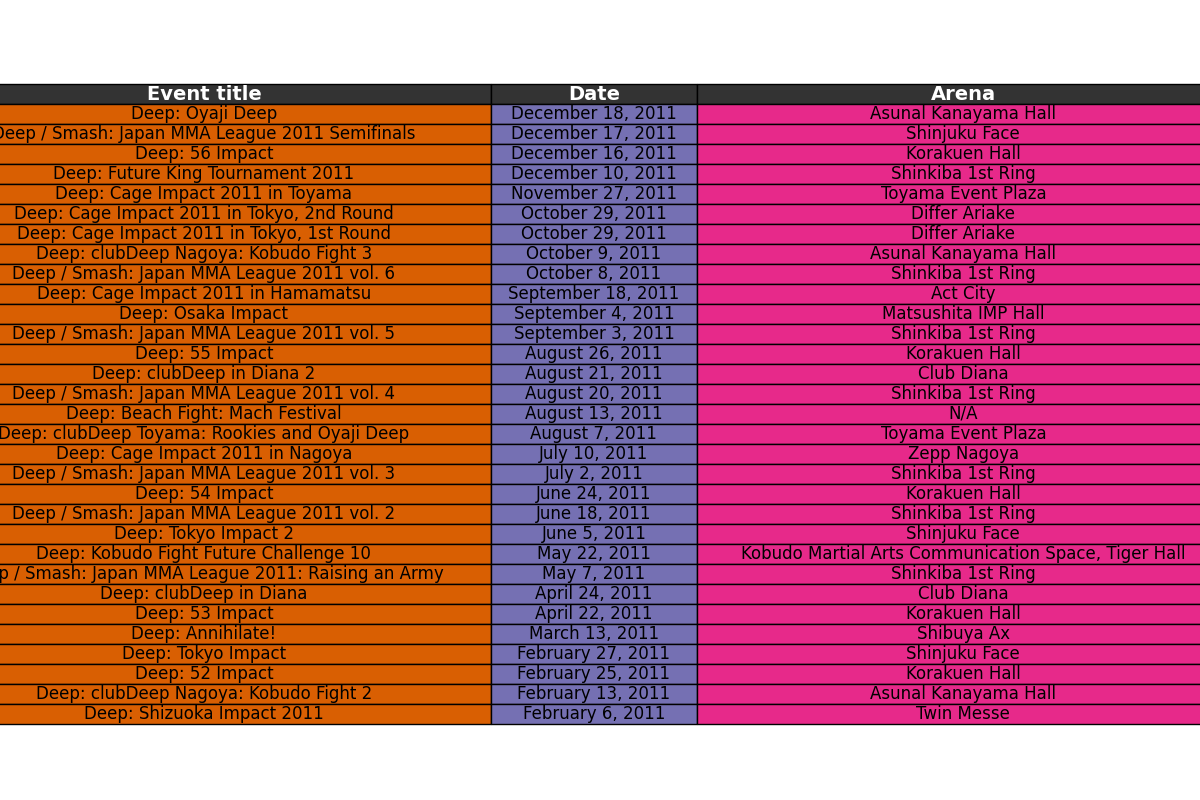 Event title Date Arena
Deep: Oyaji Deep December 18, 2011 Asunal Kanayama Hall
Deep / Smash: Japan MMA League 2011 Semifinals December 17, 2011 Shinjuku Face
Deep: 56 Impact December 16, 2011 Korakuen Hall
Deep: Future King Tournament 2011 December 10, 2011 Shinkiba 1st Ring
Deep: Cage Impact 2011 in Toyama November 27, 2011 Toyama Event Plaza
Deep: Cage Impact 2011 in Tokyo, 2nd Round October 29, 2011 Differ Ariake
Deep: Cage Impact 2011 in Tokyo, 1st Round October 29, 2011 Differ Ariake
Deep: clubDeep Nagoya: Kobudo Fight 3 October 9, 2011 Asunal Kanayama Hall
Deep / Smash: Japan MMA League 2011 vol. 6 October 8, 2011 Shinkiba 1st Ring
Deep: Cage Impact 2011 in Hamamatsu September 18, 2011 Act City
Deep: Osaka Impact September 4, 2011 Matsushita IMP Hall
Deep / Smash: Japan MMA League 2011 vol. 5 September 3, 2011 Shinkiba 1st Ring
Deep: 55 Impact August 26, 2011 Korakuen Hall
Deep: clubDeep in Diana 2 August 21, 2011 Club Diana
Deep / Smash: Japan MMA League 2011 vol. 4 August 20, 2011 Shinkiba 1st Ring
Deep: Beach Fight: Mach Festival August 13, 2011 N/A
Deep: clubDeep Toyama: Rookies and Oyaji Deep August 7, 2011 Toyama Event Plaza
Deep: Cage Impact 2011 in Nagoya July 10, 2011 Zepp Nagoya
Deep / Smash: Japan MMA League 2011 vol. 3 July 2, 2011 Shinkiba 1st Ring
Deep: 54 Impact June 24, 2011 Korakuen Hall
Deep / Smash: Japan MMA League 2011 vol. 2 June 18, 2011 Shinkiba 1st Ring
Deep: Tokyo Impact 2 June 5, 2011 Shinjuku Face
Deep: Kobudo Fight Future Challenge 10 May 22, 2011 Kobudo Martial Arts Communication Space, Tiger Hall
p / Smash: Japan MMA League 2011: Raising an Army May 7, 2011 Shinkiba 1st Ring
Deep: clubDeep in Diana April 24, 2011 Club Diana
Deep: 53 Impact April 22, 2011 Korakuen Hall
Deep: Annihilate! March 13, 2011 Shibuya Ax
Deep: Tokyo Impact February 27, 2011 Shinjuku Face
Deep: 52 Impact February 25, 2011 Korakuen Hall
Deep: clubDeep Nagoya: Kobudo Fight 2 February 13, 2011 Asunal Kanayama Hall
Deep: Shizuoka Impact 2011 February 6, 2011 Twin Messe